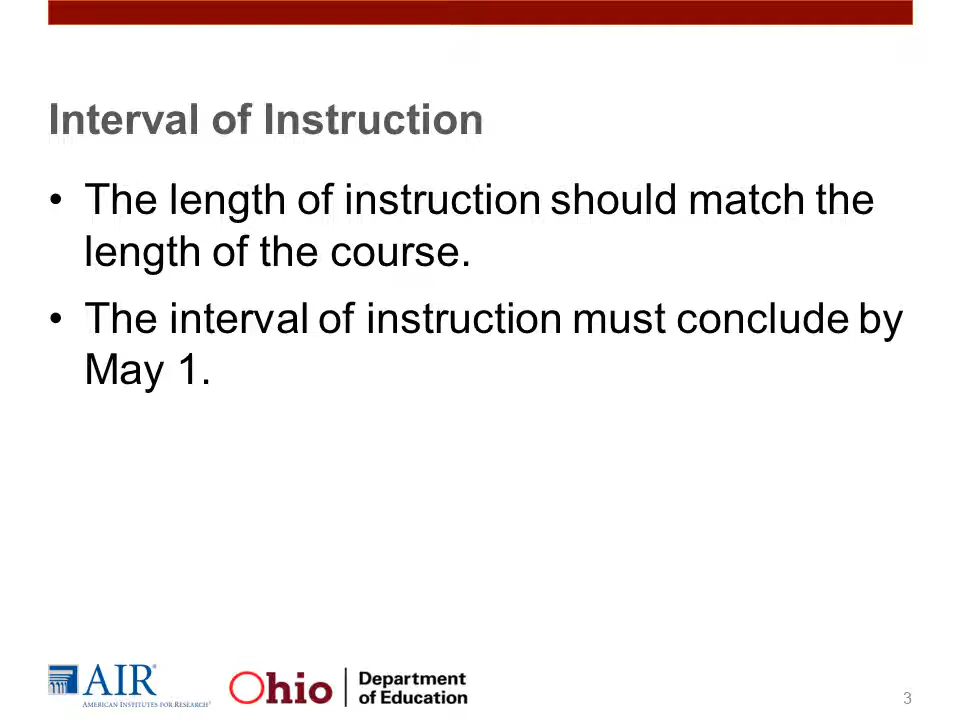 Interval of Instruction
• The length of instruction should match the
length of the course.
• The interval of instruction must conclude by
May 1.
AIR®
AMERICAN INSTITUTES FOR RESEARCH®
Ohio
Department
of Education
3